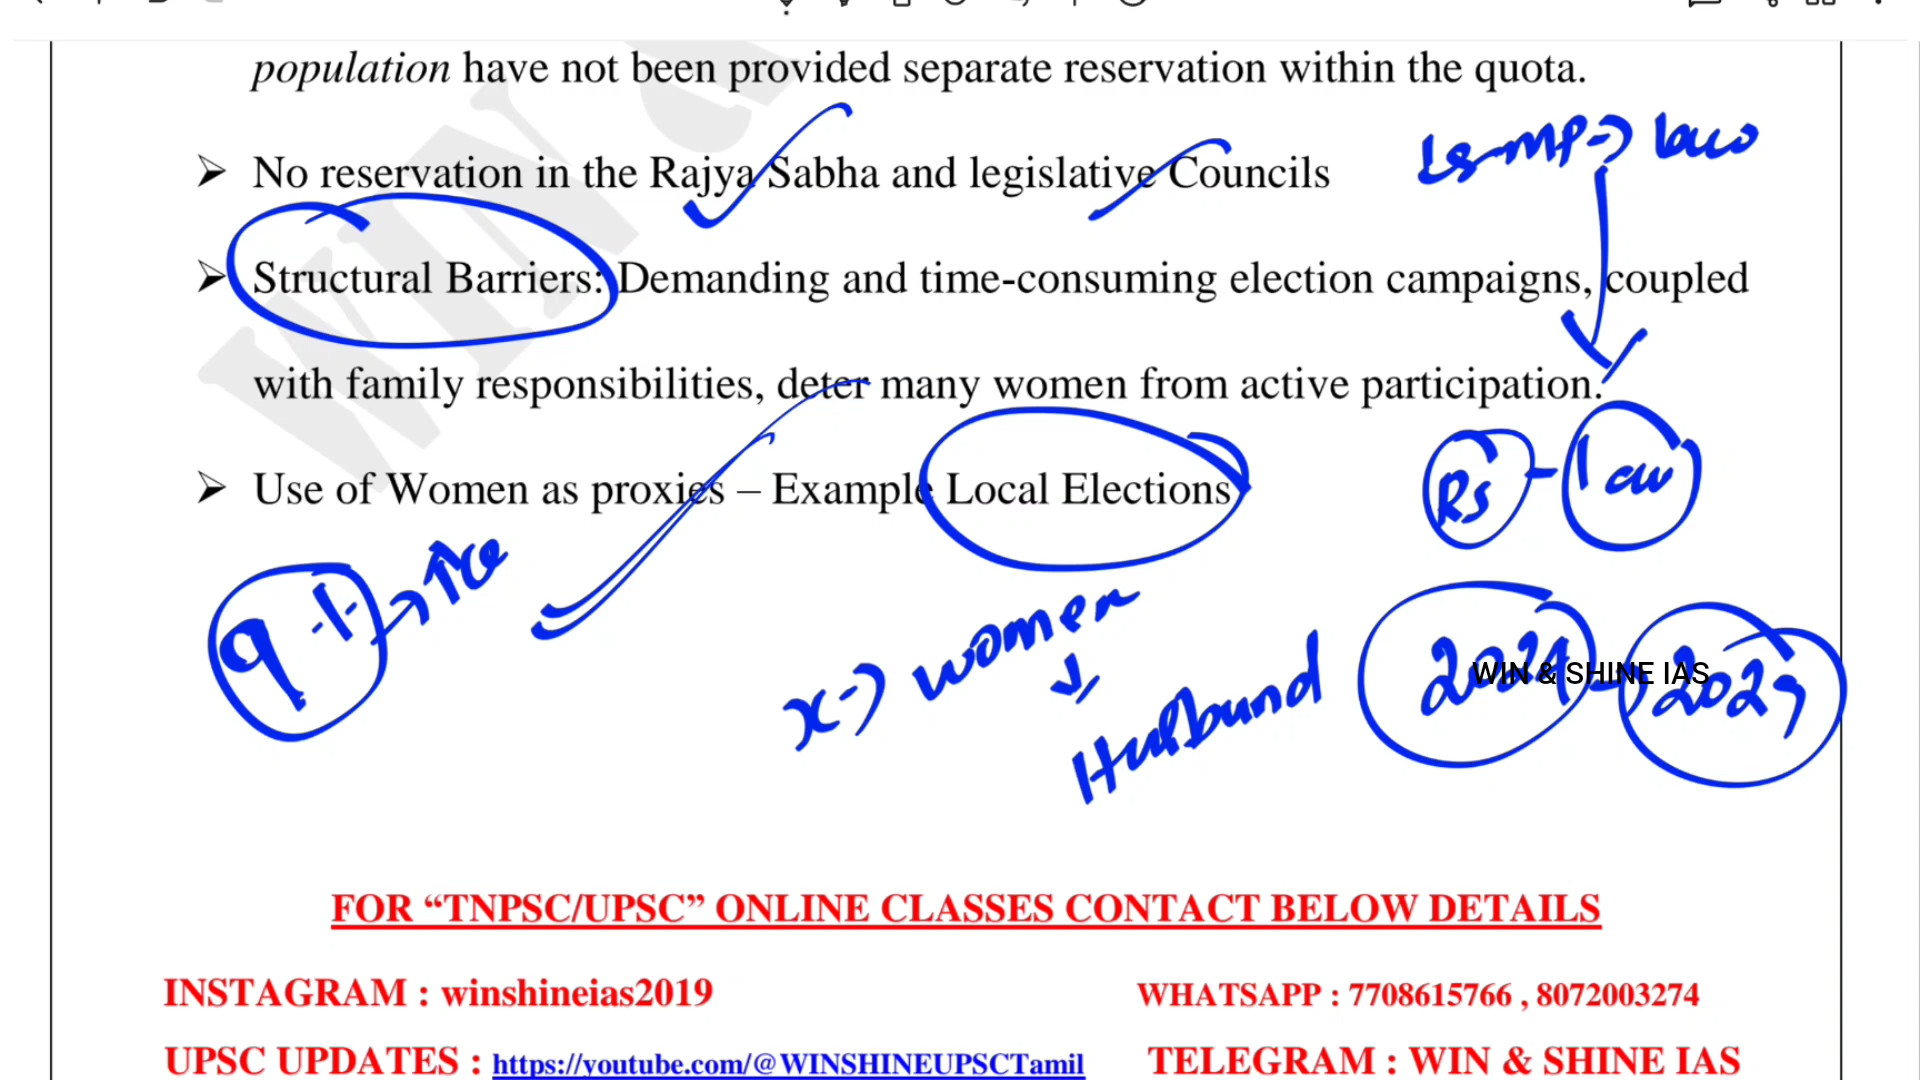 population have not been provided separate reservation within the quota.
➢ No reservation in the Rajya Sabha and legislative Councils
LS MP → law
➢ Structural Barriers: Demanding and time-consuming election campaigns, coupled
with family responsibilities, deter many women from active participation.
➢ Use of Women as proxies – Example Local Elections
RS - law
9 %
x → women
Husband
2024 - 2029
WIN & SHINE IAS
FOR “TNPSC/UPSC” ONLINE CLASSES CONTACT BELOW DETAILS
INSTAGRAM : winshineias2019
WHATSAPP : 7708615766 , 8072003274
UPSC UPDATES : https://youtube.com/@WINSHINEUPSCTamil
TELEGRAM : WIN & SHINE IAS